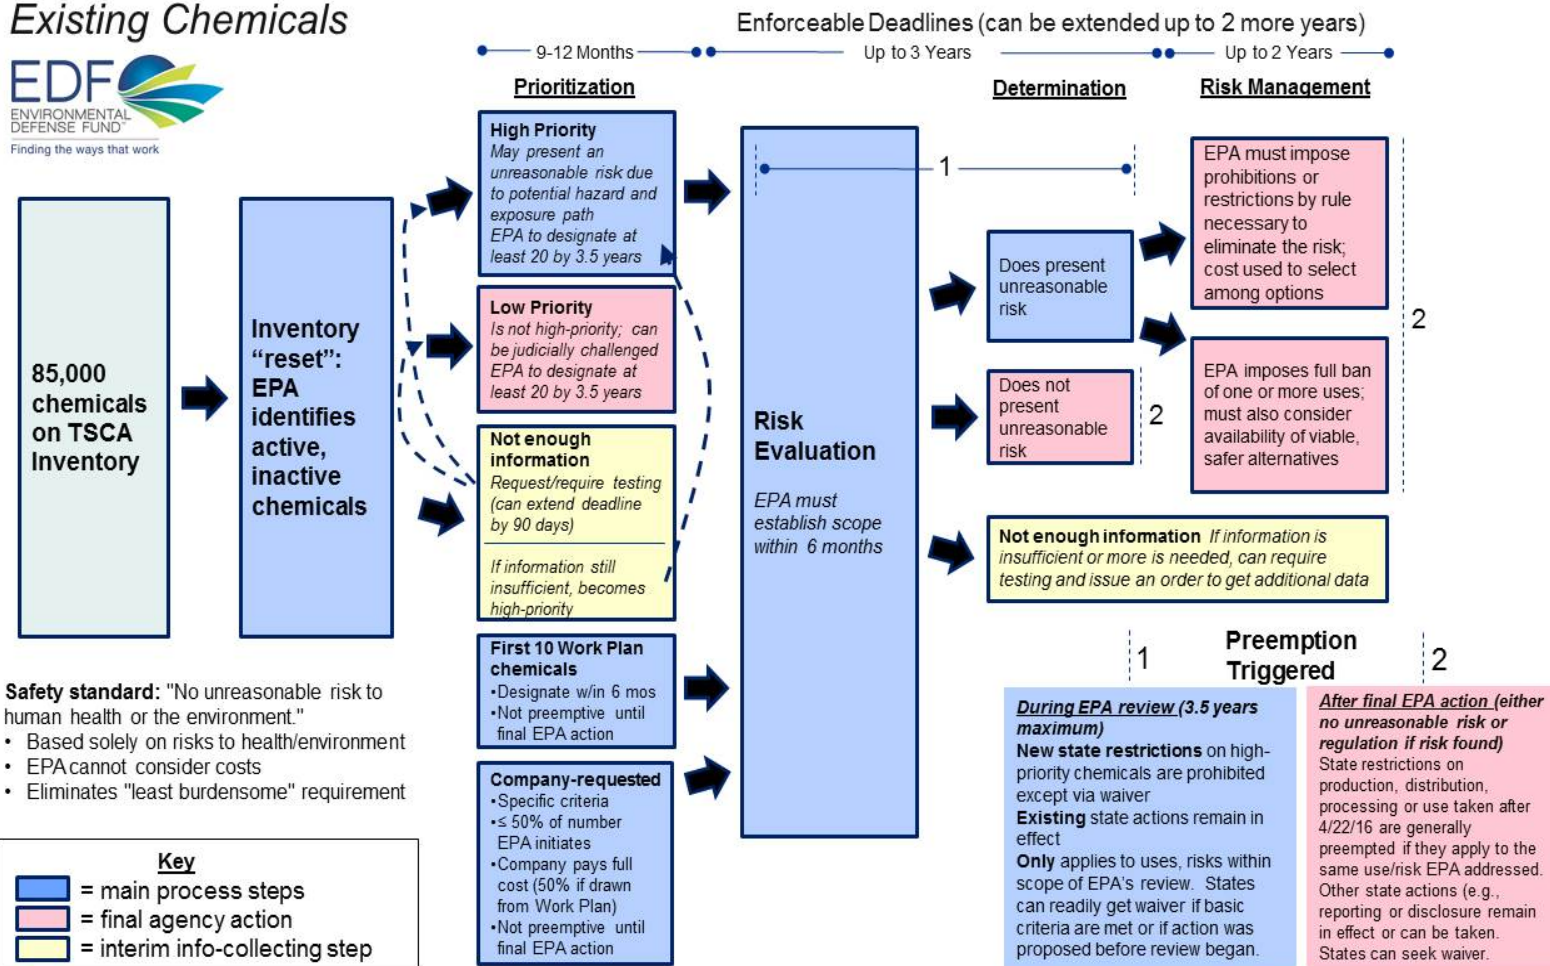 Existing Chemicals
EDF
ENVIRONMENTAL
DEFENSE FUND™
Finding the ways that work
Enforceable Deadlines (can be extended up to 2 more years)
9-12 Months
Up to 3 Years
Up to 2 Years
Prioritization
Determination
Risk Management
85,000
chemicals
on TSCA
Inventory
Inventory
“reset”:
EPA
identifies
active,
inactive
chemicals
High Priority
May present an
unreasonable risk due
to potential hazard and
exposure path
EPA to designate at
least 20 by 3.5 years
Low Priority
Is not high-priority; can
be judicially challenged
EPA to designate at
least 20 by 3.5 years
Not enough
information
Request/require testing
(can extend deadline
by 90 days)
If information still
insufficient, becomes
high-priority
First 10 Work Plan
chemicals
•Designate w/in 6 mos
•Not preemptive until
final EPA action
Company-requested
•Specific criteria
•≤ 50% of number
EPA initiates
•Company pays full
cost (50% if drawn
from Work Plan)
•Not preemptive until
final EPA action
Risk
Evaluation
EPA must
establish scope
within 6 months
1
Does present
unreasonable
risk
Does not
present
unreasonable
risk
2
EPA must impose
prohibitions or
restrictions by rule
necessary to
eliminate the risk;
cost used to select
among options
EPA imposes full ban
of one or more uses;
must also consider
availability of viable,
safer alternatives
2
Not enough information If information is
insufficient or more is needed, can require
testing and issue an order to get additional data
1
Preemption
Triggered
2
During EPA review (3.5 years
maximum)
New state restrictions on high-
priority chemicals are prohibited
except via waiver
Existing state actions remain in
effect
Only applies to uses, risks within
scope of EPA’s review. States
can readily get waiver if basic
criteria are met or if action was
proposed before review began.
After final EPA action (either
no unreasonable risk or
regulation if risk found)
State restrictions on
production, distribution,
processing or use taken after
4/22/16 are generally
preempted if they apply to the
same use/risk EPA addressed.
Other state actions (e.g.,
reporting or disclosure remain
in effect or can be taken.
States can seek waiver.
Safety standard: "No unreasonable risk to
human health or the environment."
• Based solely on risks to health/environment
• EPA cannot consider costs
• Eliminates "least burdensome" requirement
Key
= main process steps
= final agency action
= interim info-collecting step